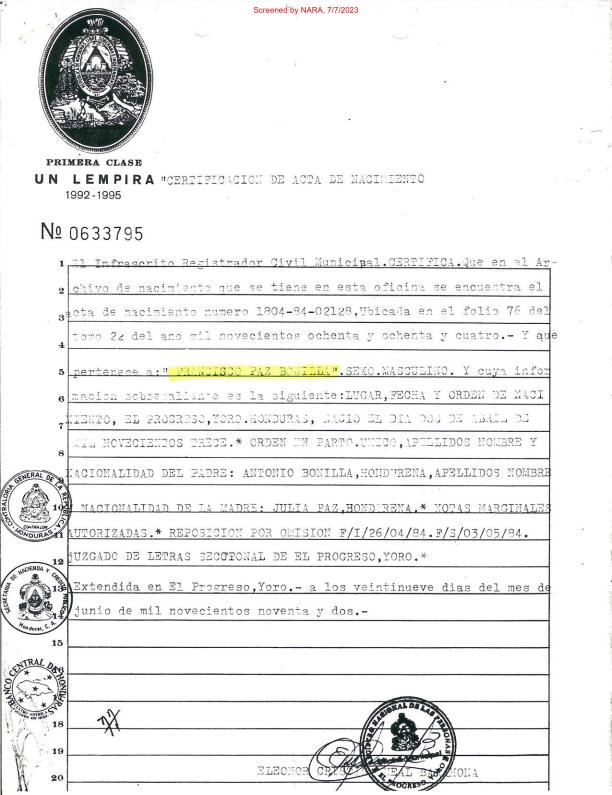 Screened by NARA, 7/7/2023
PRIMERA CLASE
UN LEMPIRA
1992-1995
"CERTIFICACION DE ACTA DE NACIMIENTO
Nº 0633795
1 El Infrascrito Registrador Civil Municipal.CERTIFICA.Que en el Ar-
2 chivo de nacimiento que se tiene en esta oficina se encuentra el
3 acta de nacimiento numero 1804-84-02128,Ubicada en el folio 76 del
4 tomo 22 del ano mil novecientos ochenta y ochenta y cuatro.- Y que
5 pertenece a:" FRANCISCO PAZ BONILLA".SEXO.MASCULINO. Y cuya infor
6 macion sobresaliente es la siguiente:LUGAR,FECHA Y ORDEN DE NACI
7 MIENTO, EL PROGRESO,YORO.HONDURAS, NACIO EL DIA DOS DE ABRIL DE
8 MIL NOVECIENTOS TRECE.* ORDEN UN PARTO.UNICO,APELLIDOS NOMBRE Y
9 NACIONALIDAD DEL PADRE: ANTONIO BONILLA,HONDURENA,APELLIDOS NOMBRE
10 NACIONALIDAD DE LA MADRE: JULIA PAZ,HONDURENA.* NOTAS MARGINALES
11 AUTORIZADAS.* REPOSICION POR OMISION F/I/26/04/84.F/S/03/05/84.
12 JUZGADO DE LETRAS SECCIONAL DE EL PROGRESO,YORO.*
13 Extendida en El Progreso,Yoro.- a los veintinueve dias del mes de
14 junio de mil novecientos noventa y dos.-
15
18
19
ELEONOR
20
CONTRALORIA GENERAL DE LA REPUBLICA
CONTRALOR
HONDURAS
SECRETARIA DE HACIENDA Y CREDITO PUBLICO
Honduras, C. A.
BANCO CENTRAL DE HONDURAS
REGISTRO NACIONAL DE LAS PERSONAS
EL PROGRESO, YORO